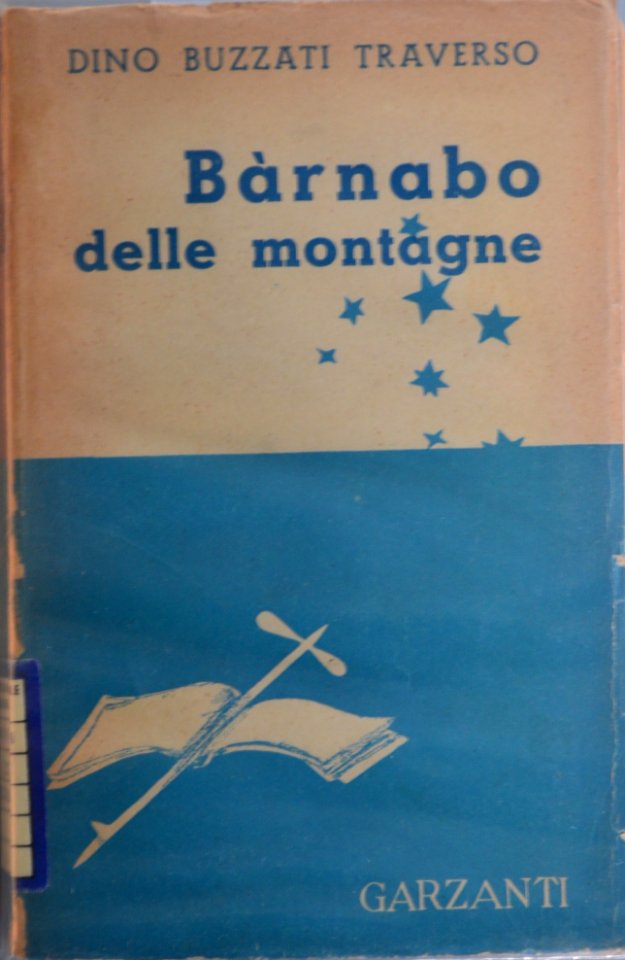 DINO BUZZATI TRAVERSO
Bàrnabo
delle montagne
GARZANTI